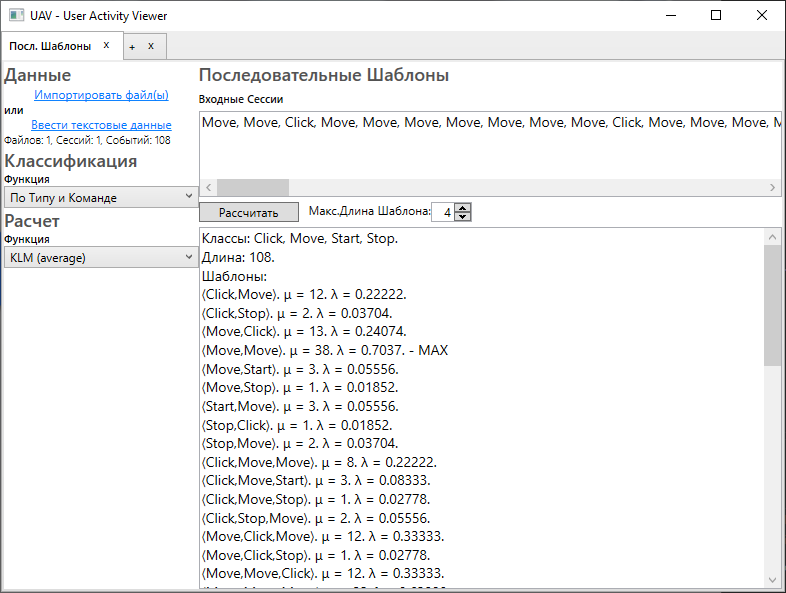 UAV - User Activity Viewer
Посл. Шаблоны x + x
Данные
Импортировать файл(ы)
или
Ввести текстовые данные
Файлов: 1, Сессий: 1, Событий: 108
Классификация
Функция
По Типу и Команде
Расчет
Функция
KLM (average)
Последовательные Шаблоны
Входные Сессии
Move, Move, Click, Move, Move, Move, Move, Move, Move, Move, Click, Move, Move, Move, M
Рассчитать Макс.Длина Шаблона: 4
Классы: Click, Move, Start, Stop.
Длина: 108.
Шаблоны:
⟨Click,Move⟩. μ = 12. λ = 0.22222.
⟨Click,Stop⟩. μ = 2. λ = 0.03704.
⟨Move,Click⟩. μ = 13. λ = 0.24074.
⟨Move,Move⟩. μ = 38. λ = 0.7037. - MAX
⟨Move,Start⟩. μ = 3. λ = 0.05556.
⟨Move,Stop⟩. μ = 1. λ = 0.01852.
⟨Start,Move⟩. μ = 3. λ = 0.05556.
⟨Stop,Click⟩. μ = 1. λ = 0.01852.
⟨Stop,Move⟩. μ = 2. λ = 0.03704.
⟨Click,Move,Move⟩. μ = 8. λ = 0.22222.
⟨Click,Move,Start⟩. μ = 3. λ = 0.08333.
⟨Click,Move,Stop⟩. μ = 1. λ = 0.02778.
⟨Click,Stop,Move⟩. μ = 2. λ = 0.05556.
⟨Move,Click,Move⟩. μ = 12. λ = 0.33333.
⟨Move,Click,Stop⟩. μ = 1. λ = 0.02778.
⟨Move,Move,Click⟩. μ = 12. λ = 0.33333.